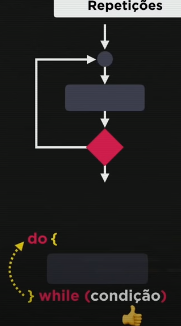 Repetições
do {
} while (condição)